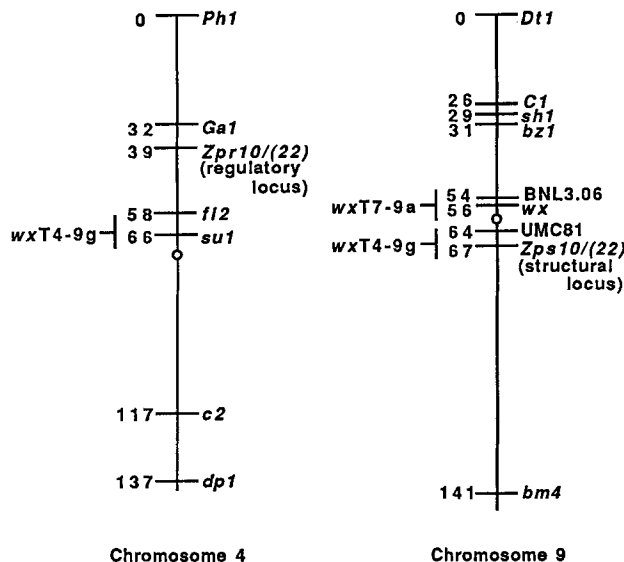 0 Ph1
32 Ga1
39 Zpr10/(22)
(regulatory
locus)
58 fl2
wxT4-9g
66 su1
117 c2
137 dp1
Chromosome 4
0 Dt1
26 C1
29 sh1
31 bz1
54 BNL3.06
wxT7-9a 56 wx
64 UMC81
wxT4-9g
67 Zps10/(22)
(structural
locus)
141 bm4
Chromosome 9